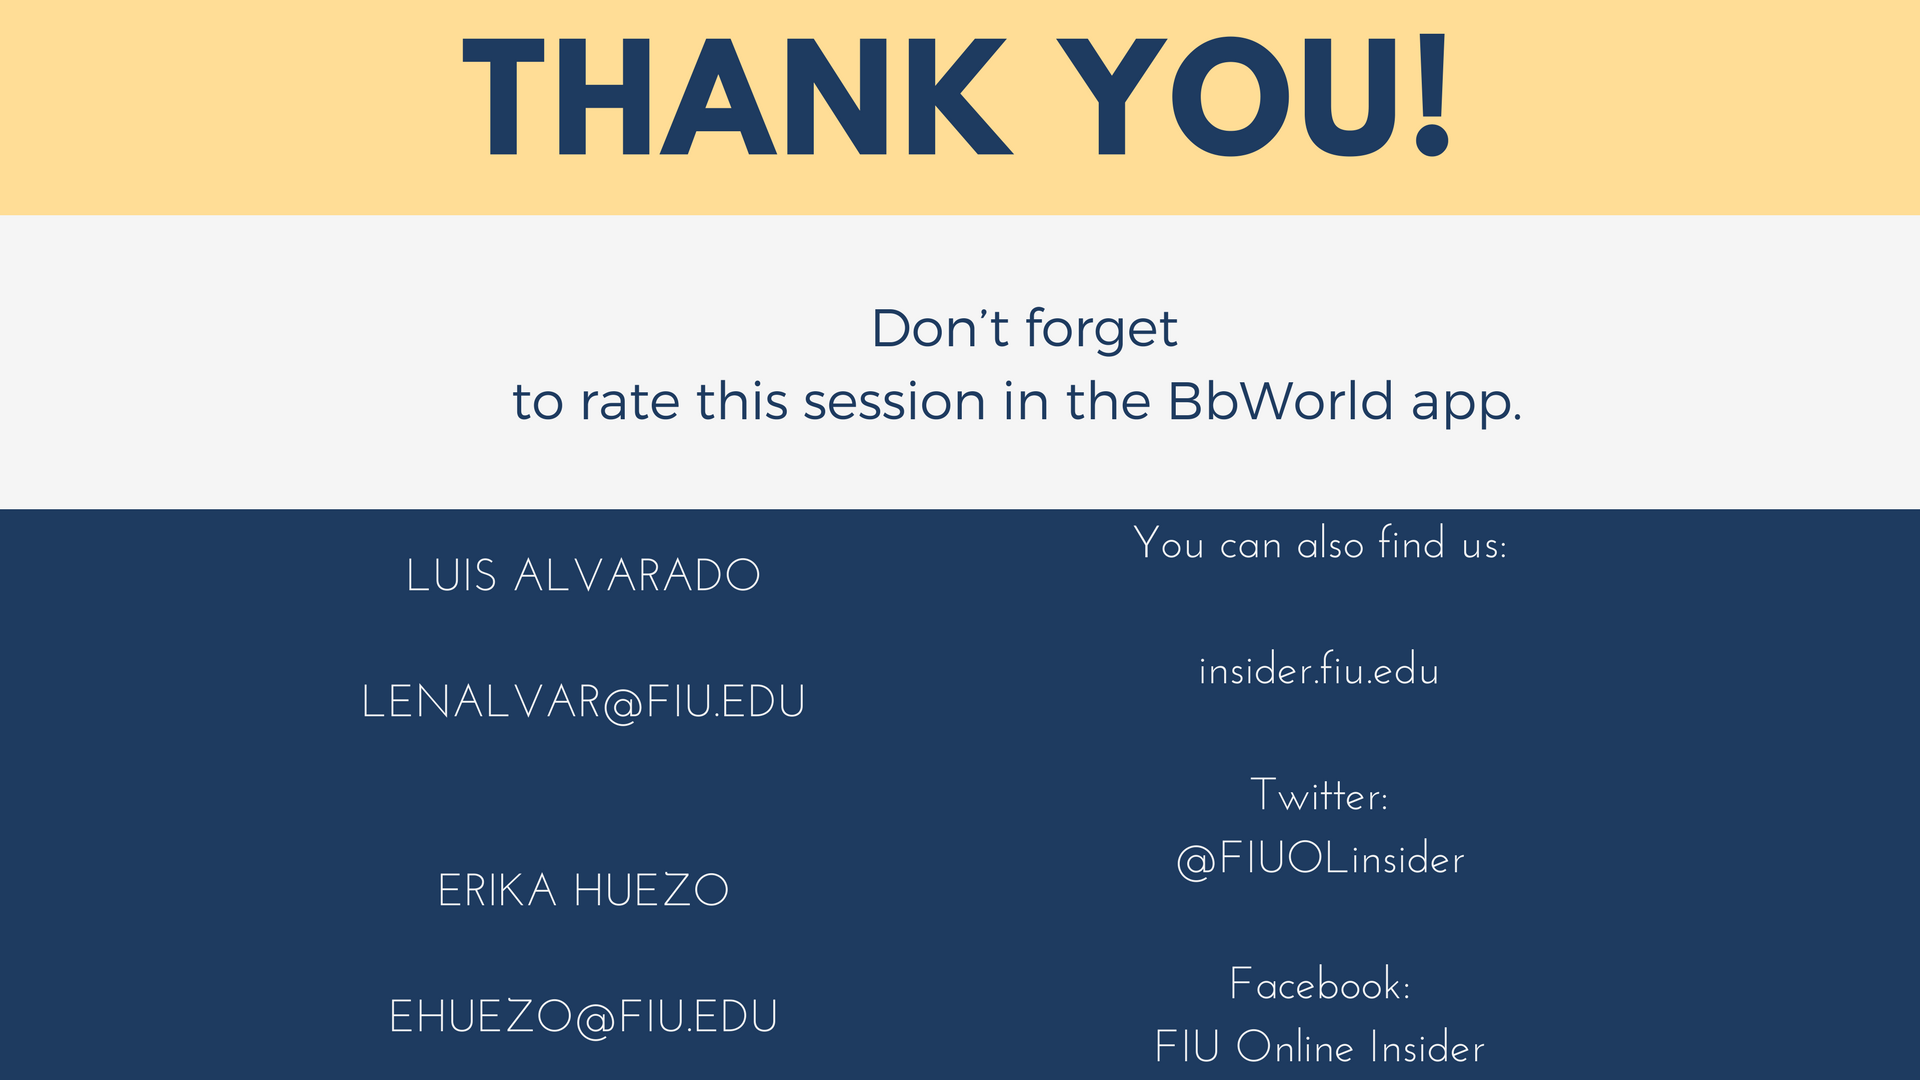 THANK YOU!
Don’t forget
to rate this session in the BbWorld app.
LUIS ALVARADO
LENALVAR@FIU.EDU
ERIKA HUEZO
EHUEZO@FIU.EDU
You can also find us:
insider.fiu.edu
Twitter:
@FIUOLinsider
Facebook:
FIU Online Insider